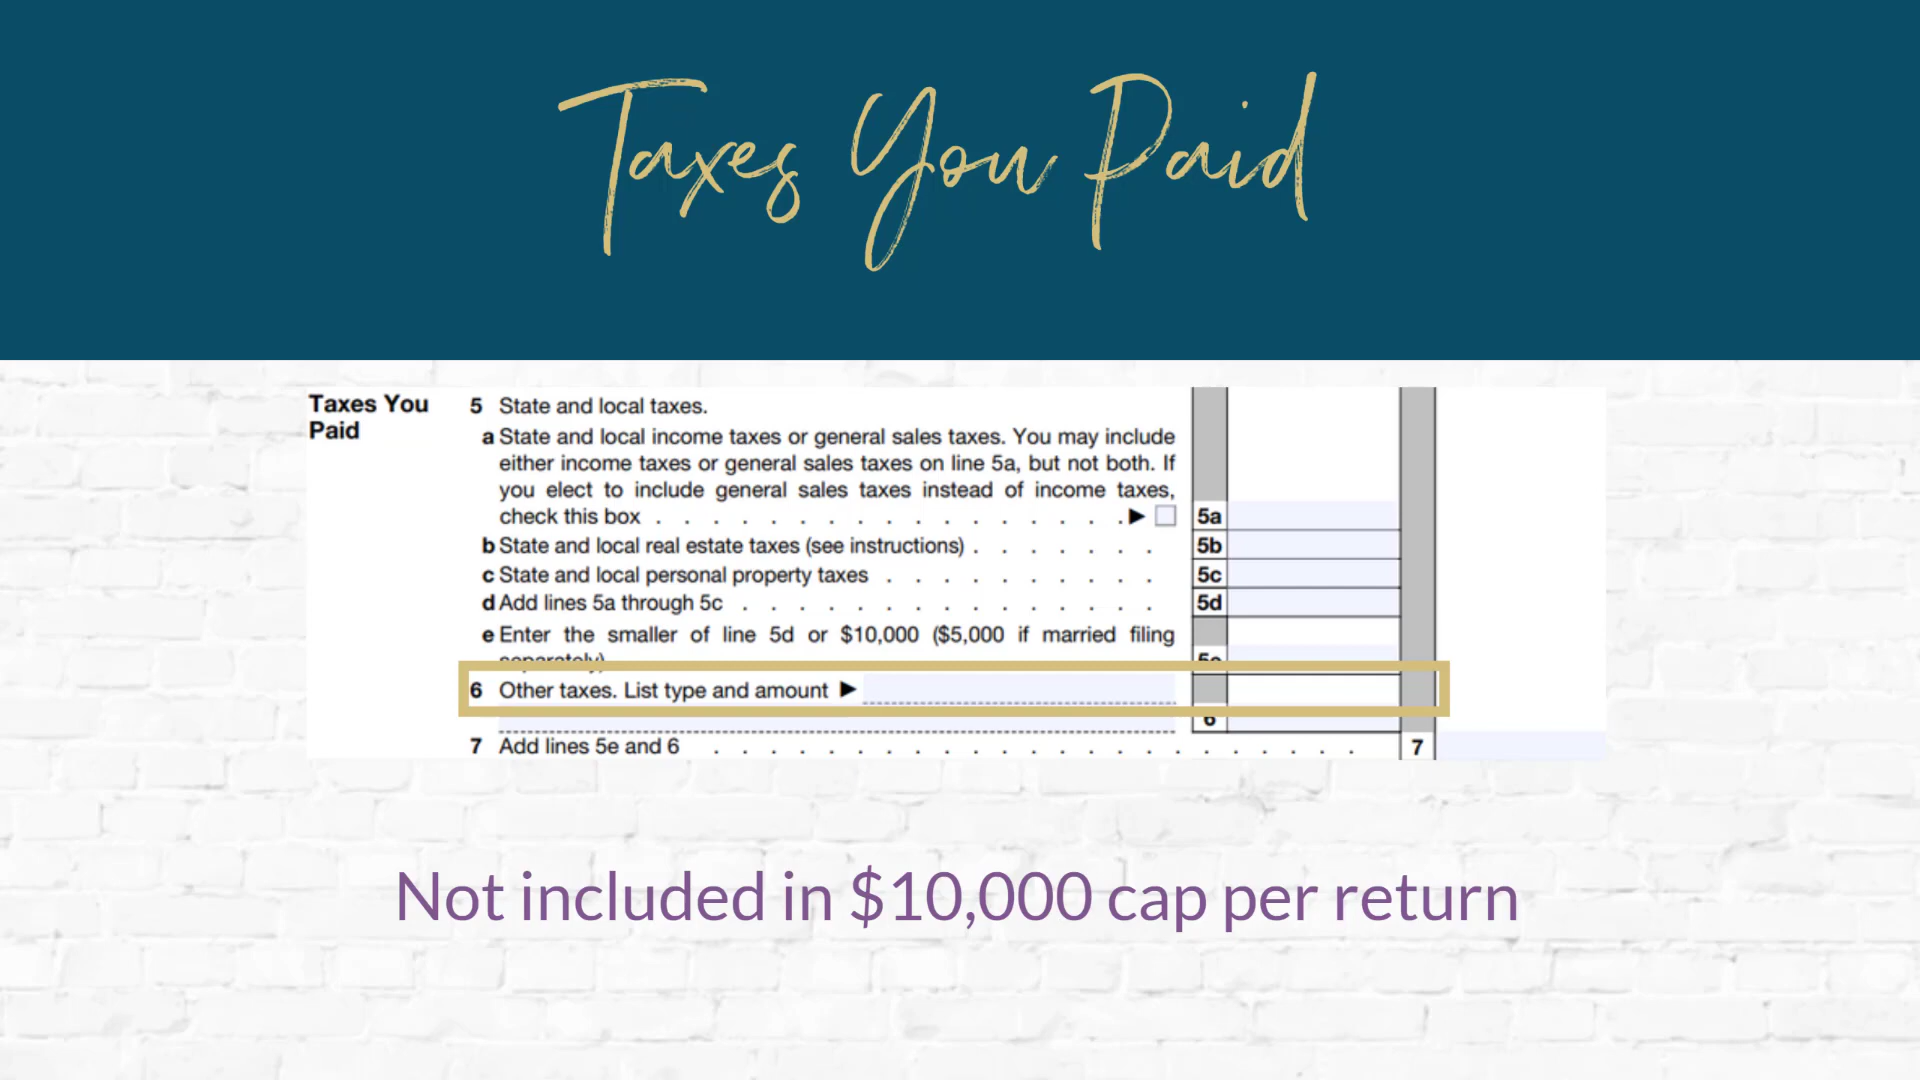 Taxes You Paid
Taxes You
Paid
5 State and local taxes.
a State and local income taxes or general sales taxes. You may include
either income taxes or general sales taxes on line 5a, but not both. If
you elect to include general sales taxes instead of income taxes,
check this box . . . . . . . . . . . . . . . . . ▶ 5a
b State and local real estate taxes (see instructions) . . . . . . . 5b
c State and local personal property taxes . . . . . . . . . . 5c
d Add lines 5a through 5c . . . . . . . . . . . . . . . 5d
e Enter the smaller of line 5d or $10,000 ($5,000 if married filing
separately) 5e
6 Other taxes. List type and amount ▶
6
7 Add lines 5e and 6 . . . . . . . . . . . . . . . . . . . . . . . 7
Not included in $10,000 cap per return